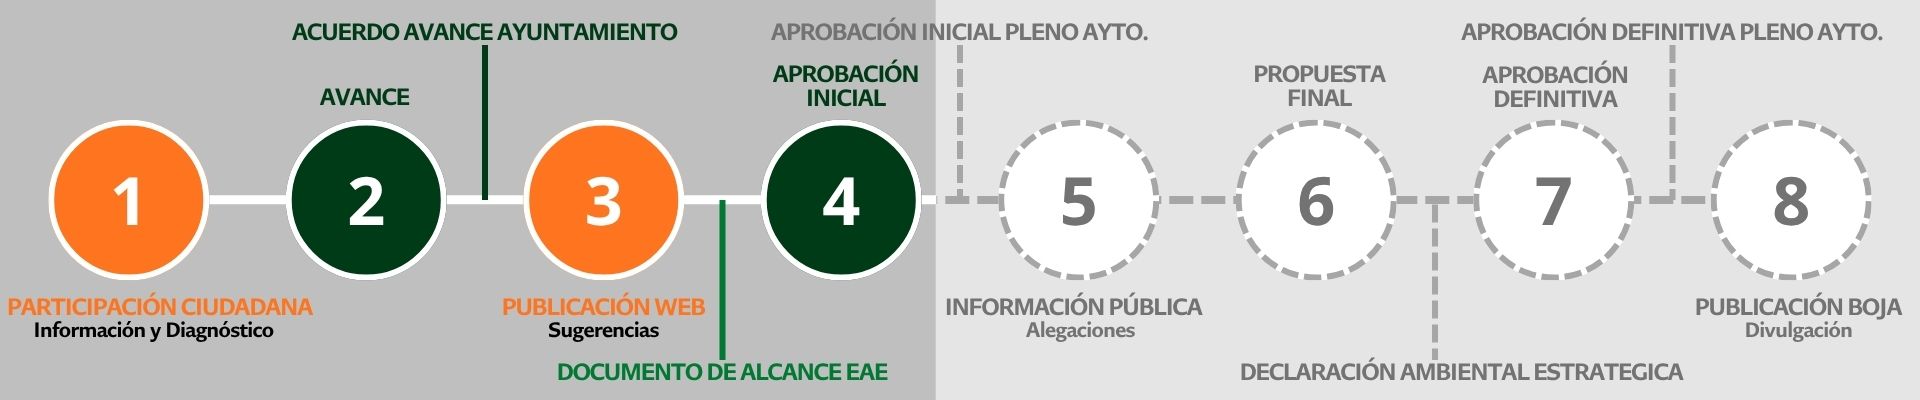 ACUERDO AVANCE AYUNTAMIENTO
APROBACIÓN INICIAL PLENO AYTO.
APROBACIÓN DEFINITIVA PLENO AYTO.
AVANCE
APROBACIÓN
INICIAL
PROPUESTA
FINAL
APROBACIÓN
DEFINITIVA
1
2
3
4
5
6
7
8
PARTICIPACIÓN CIUDADANA
Información y Diagnóstico
PUBLICACIÓN WEB
Sugerencias
INFORMACIÓN PÚBLICA
Alegaciones
PUBLICACIÓN BOJA
Divulgación
DOCUMENTO DE ALCANCE EAE
DECLARACIÓN AMBIENTAL ESTRATEGICA